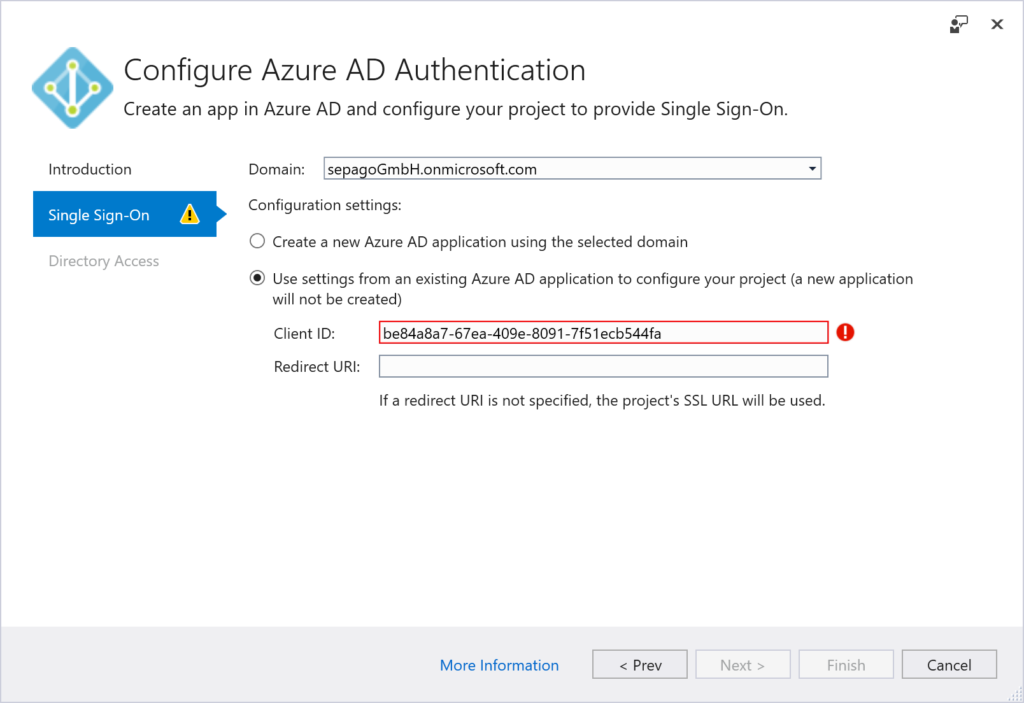 Configure Azure AD Authentication
Create an app in Azure AD and configure your project to provide Single Sign-On.
Introduction
Single Sign-On
Directory Access
Domain: sepagoGmbH.onmicrosoft.com
Configuration settings:
Create a new Azure AD application using the selected domain
Use settings from an existing Azure AD application to configure your project (a new application
will not be created)
Client ID: be84a8a7-67ea-409e-8091-7f51ecb544fa
Redirect URI:
If a redirect URI is not specified, the project's SSL URL will be used.
More Information < Prev Next > Finish Cancel